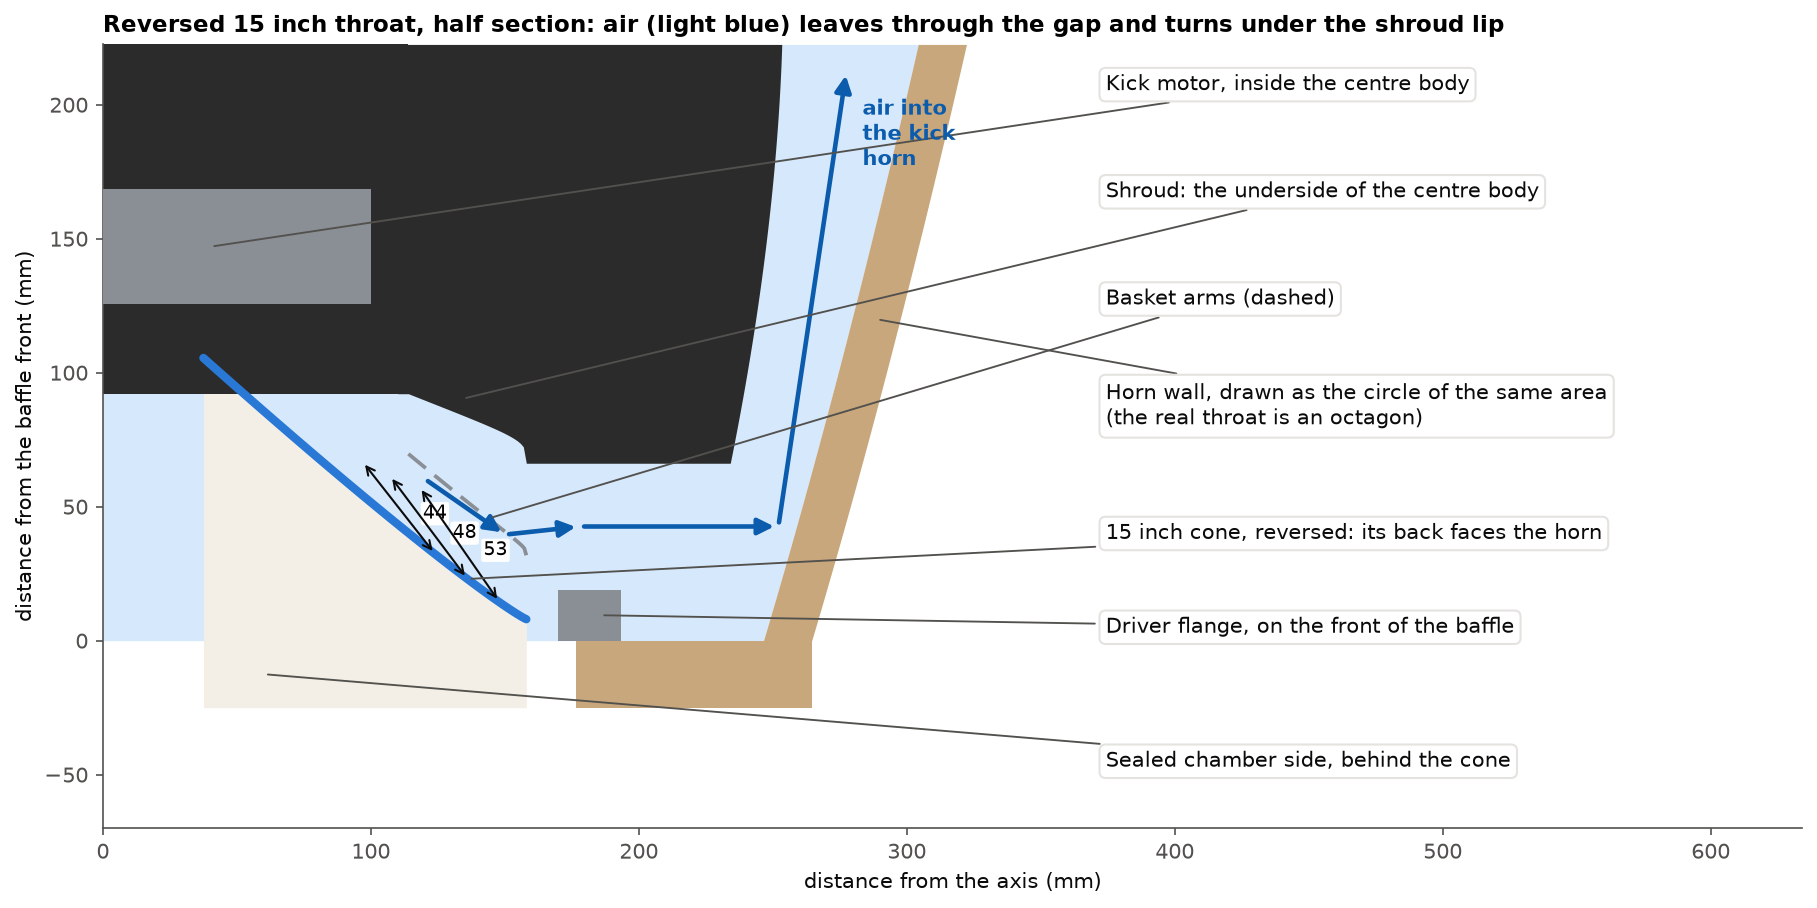 Reversed 15 inch throat, half section: air (light blue) leaves through the gap and turns under the shroud lip
distance from the baffle front (mm)
200
150
100
50
0
−50
air into
the kick
horn
44
48
53
Kick motor, inside the centre body
Shroud: the underside of the centre body
Basket arms (dashed)
Horn wall, drawn as the circle of the same area
(the real throat is an octagon)
15 inch cone, reversed: its back faces the horn
Driver flange, on the front of the baffle
Sealed chamber side, behind the cone
0
100
200
300
400
500
600
distance from the axis (mm)